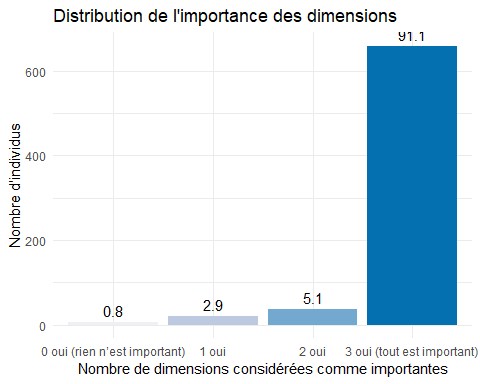 Distribution de l'importance des dimensions
91.1
600
400
200
0
Nombre d'individus
0.8
2.9
5.1
0 oui (rien n'est important)
1 oui
2 oui
3 oui (tout est important)
Nombre de dimensions considérées comme importantes